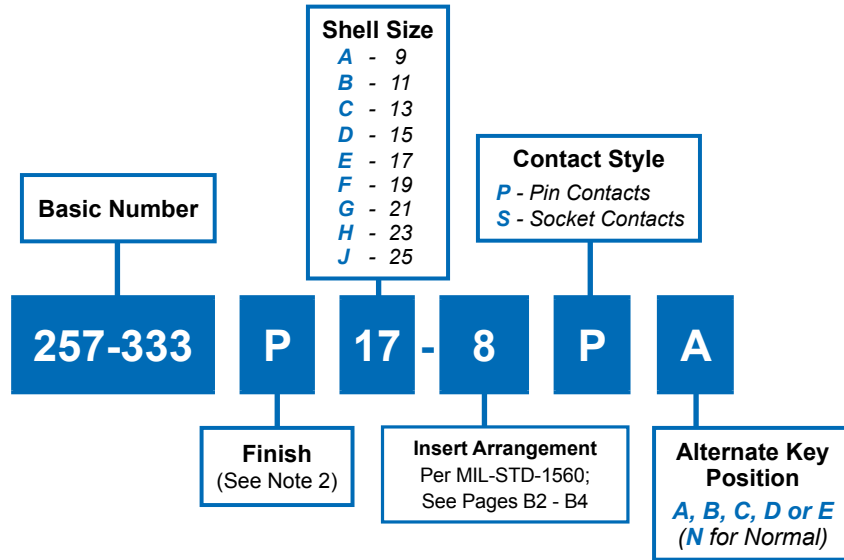 Shell Size
A - 9
B - 11
C - 13
D - 15
E - 17
F - 19
G - 21
H - 23
J - 25
Contact Style
P - Pin Contacts
S - Socket Contacts
Basic Number
257-333 P 17 - 8 P A
Finish
(See Note 2)
Insert Arrangement
Per MIL-STD-1560;
See Pages B2 - B4
Alternate Key
Position
A, B, C, D or E
(N for Normal)